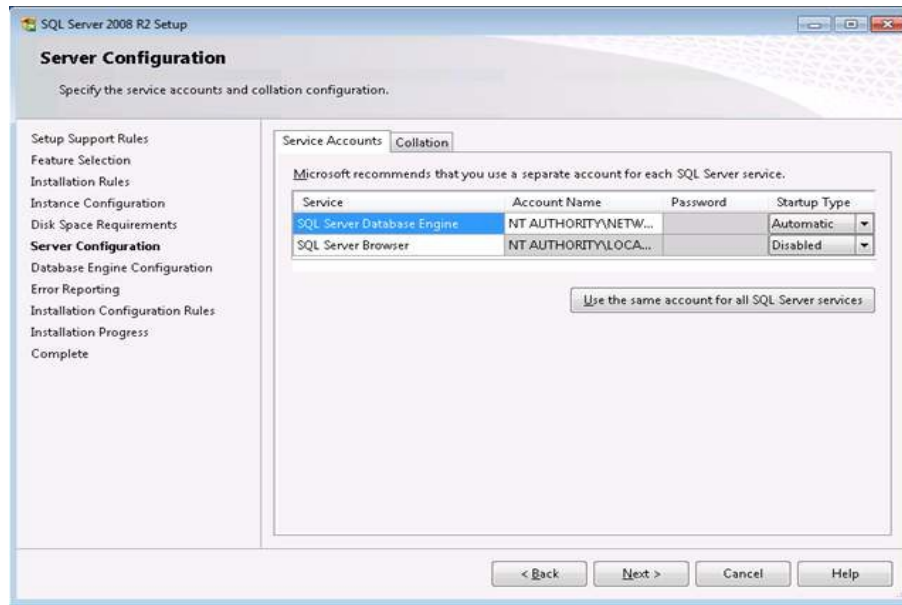 SQL Server 2008 R2 Setup
Server Configuration
Specify the service accounts and collation configuration.
Setup Support Rules
Feature Selection
Installation Rules
Instance Configuration
Disk Space Requirements
Server Configuration
Database Engine Configuration
Error Reporting
Installation Configuration Rules
Installation Progress
Complete
Service Accounts Collation
Microsoft recommends that you use a separate account for each SQL Server service.
Service Account Name Password Startup Type
SQL Server Database Engine NT AUTHORITY\NETW... Automatic
SQL Server Browser NT AUTHORITY\LOCA... Disabled
Use the same account for all SQL Server services
< Back Next > Cancel Help